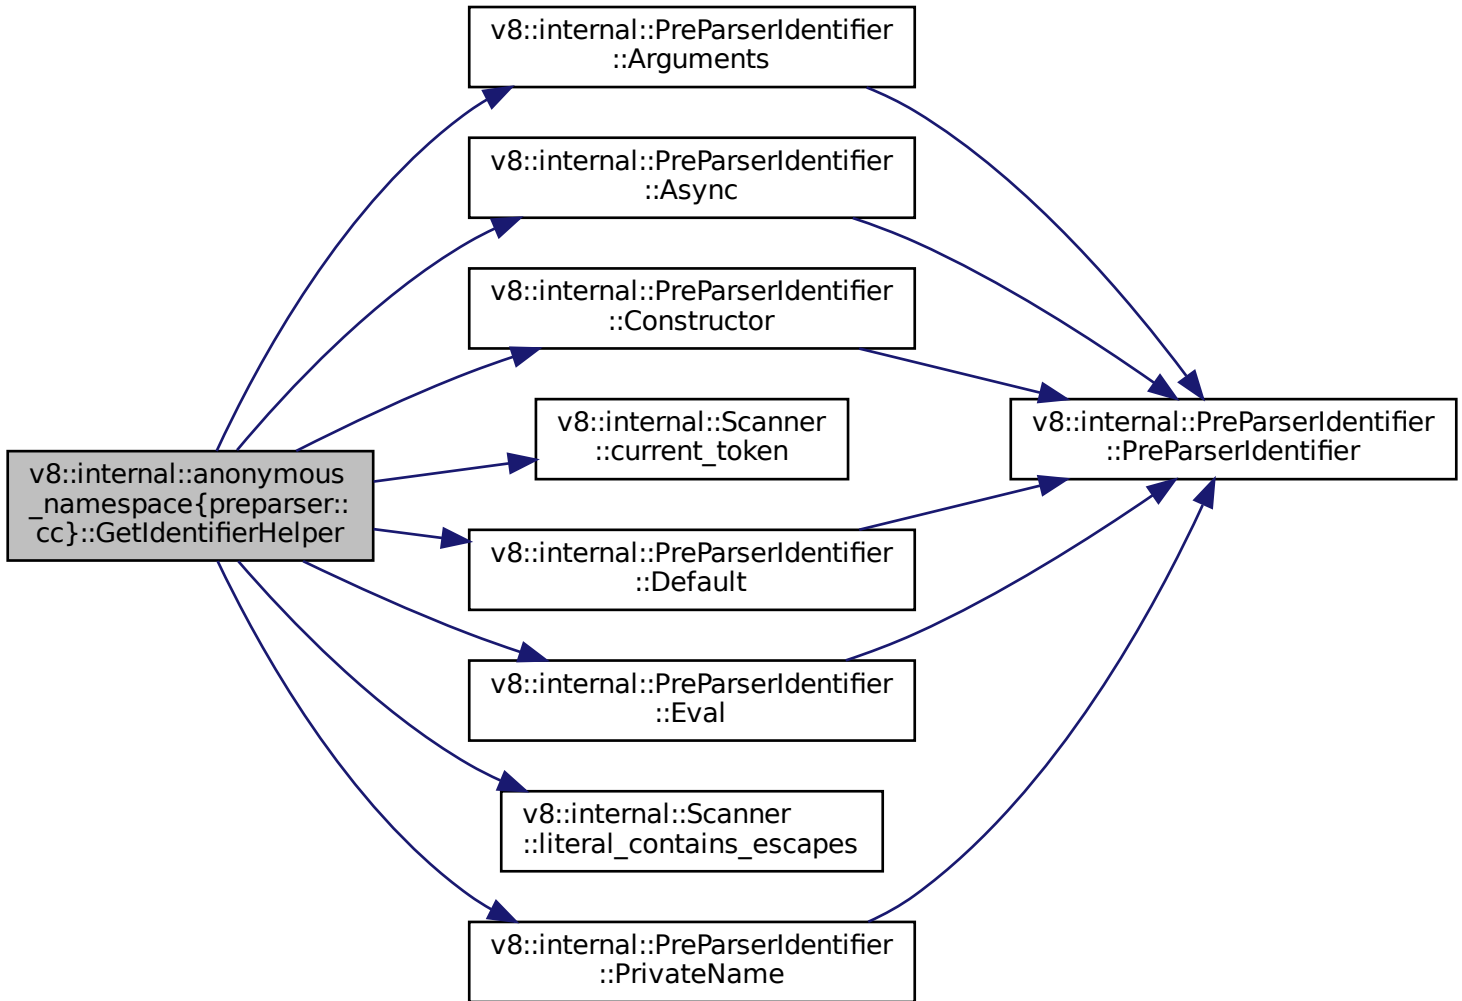 v8::internal::PreParserIdentifier
::Arguments
v8::internal::PreParserIdentifier
::Async
v8::internal::PreParserIdentifier
::Constructor
v8::internal::Scanner
::current_token
v8::internal::PreParserIdentifier
::PreParserIdentifier
v8::internal::anonymous
_namespace{preparser::
cc}::GetIdentifierHelper
v8::internal::PreParserIdentifier
::Default
v8::internal::PreParserIdentifier
::Eval
v8::internal::Scanner
::literal_contains_escapes
v8::internal::PreParserIdentifier
::PrivateName